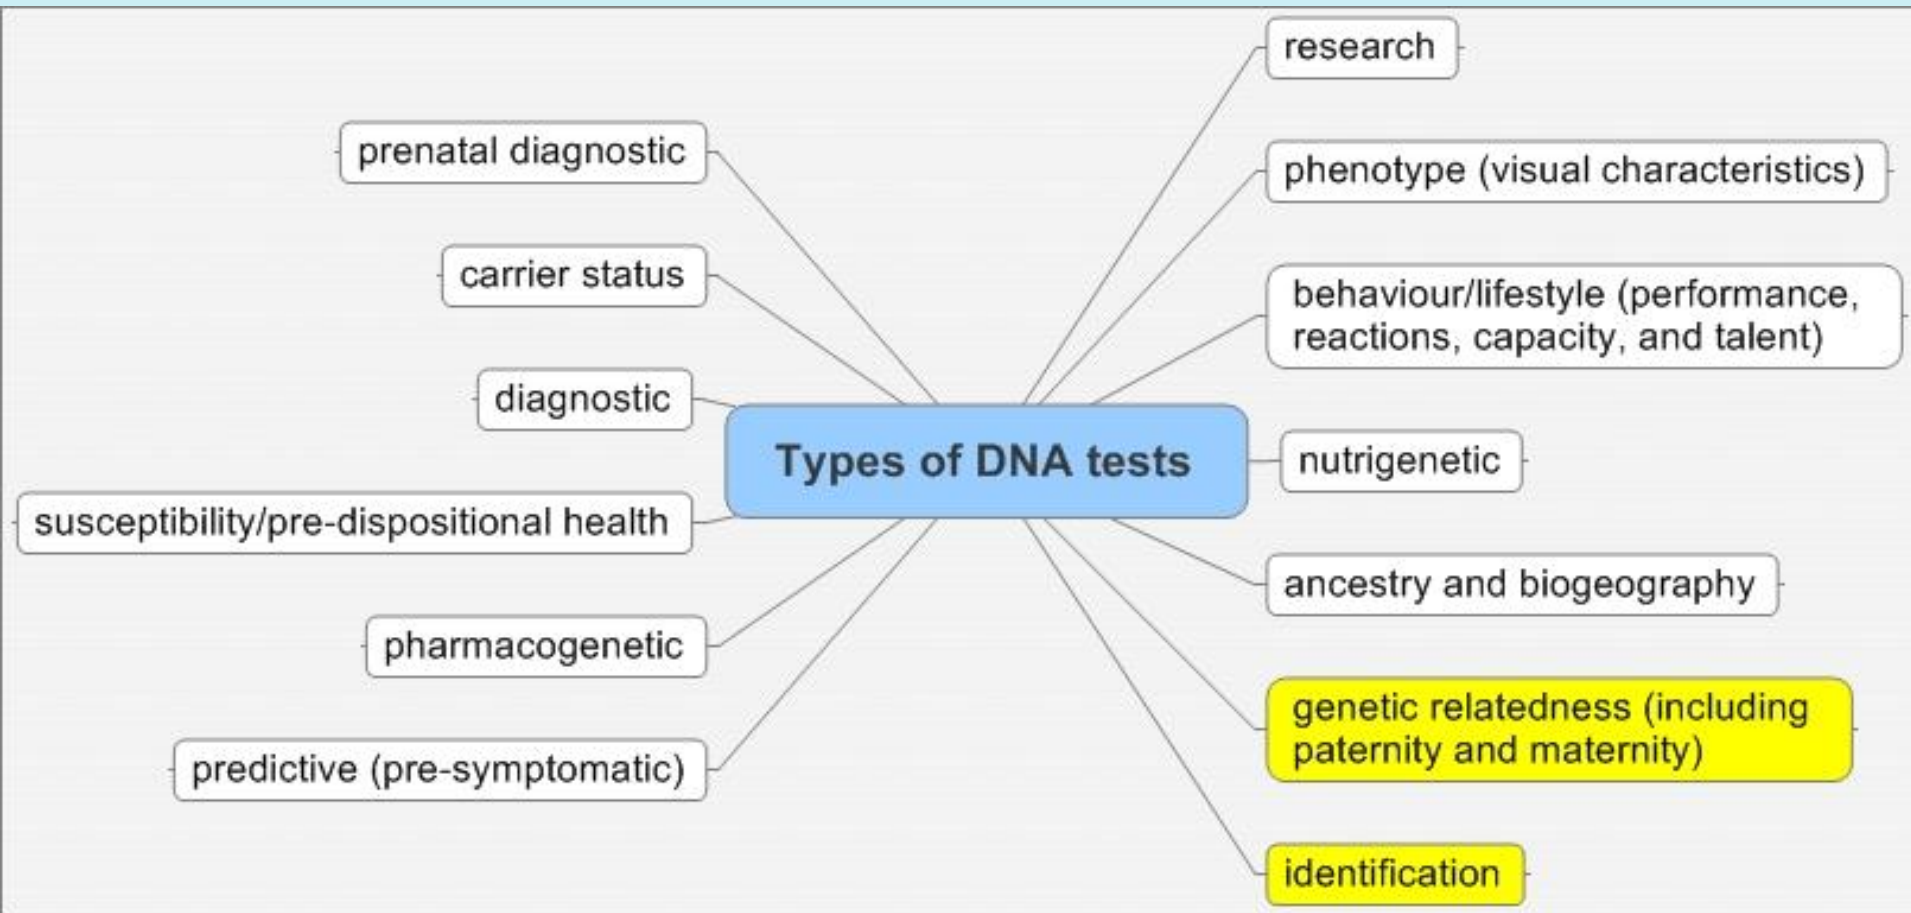 Types of DNA tests
prenatal diagnostic
carrier status
diagnostic
susceptibility/pre-dispositional health
pharmacogenetic
predictive (pre-symptomatic)
research
phenotype (visual characteristics)
behaviour/lifestyle (performance,
reactions, capacity, and talent)
nutrigenetic
ancestry and biogeography
genetic relatedness (including
paternity and maternity)
identification